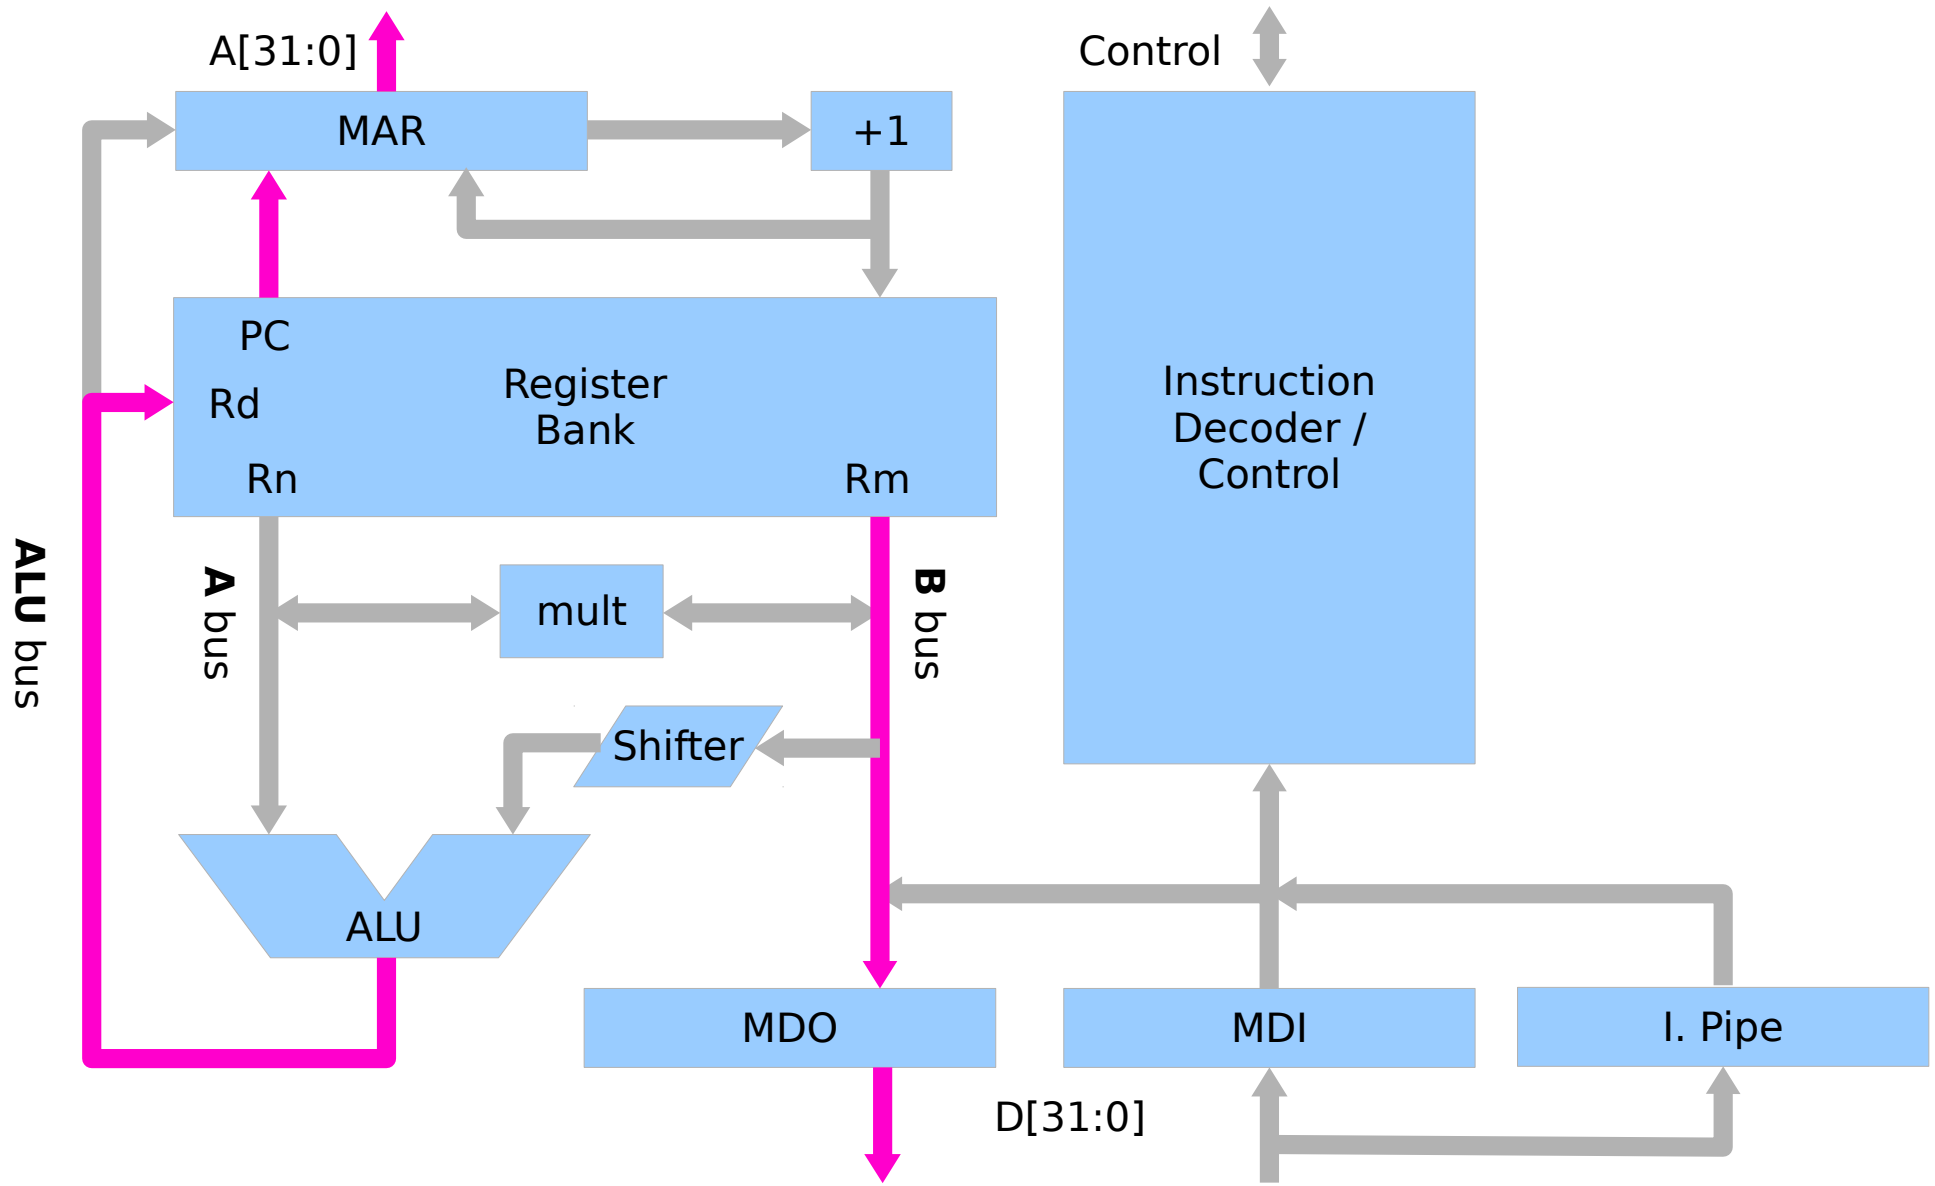 A[31:0]
Control
MAR
+1
PC
Rd
Register
Bank
Rn
Rm
Instruction
Decoder /
Control
ALU bus
A bus
mult
B bus
Shifter
ALU
MDO
MDI
I. Pipe
D[31:0]